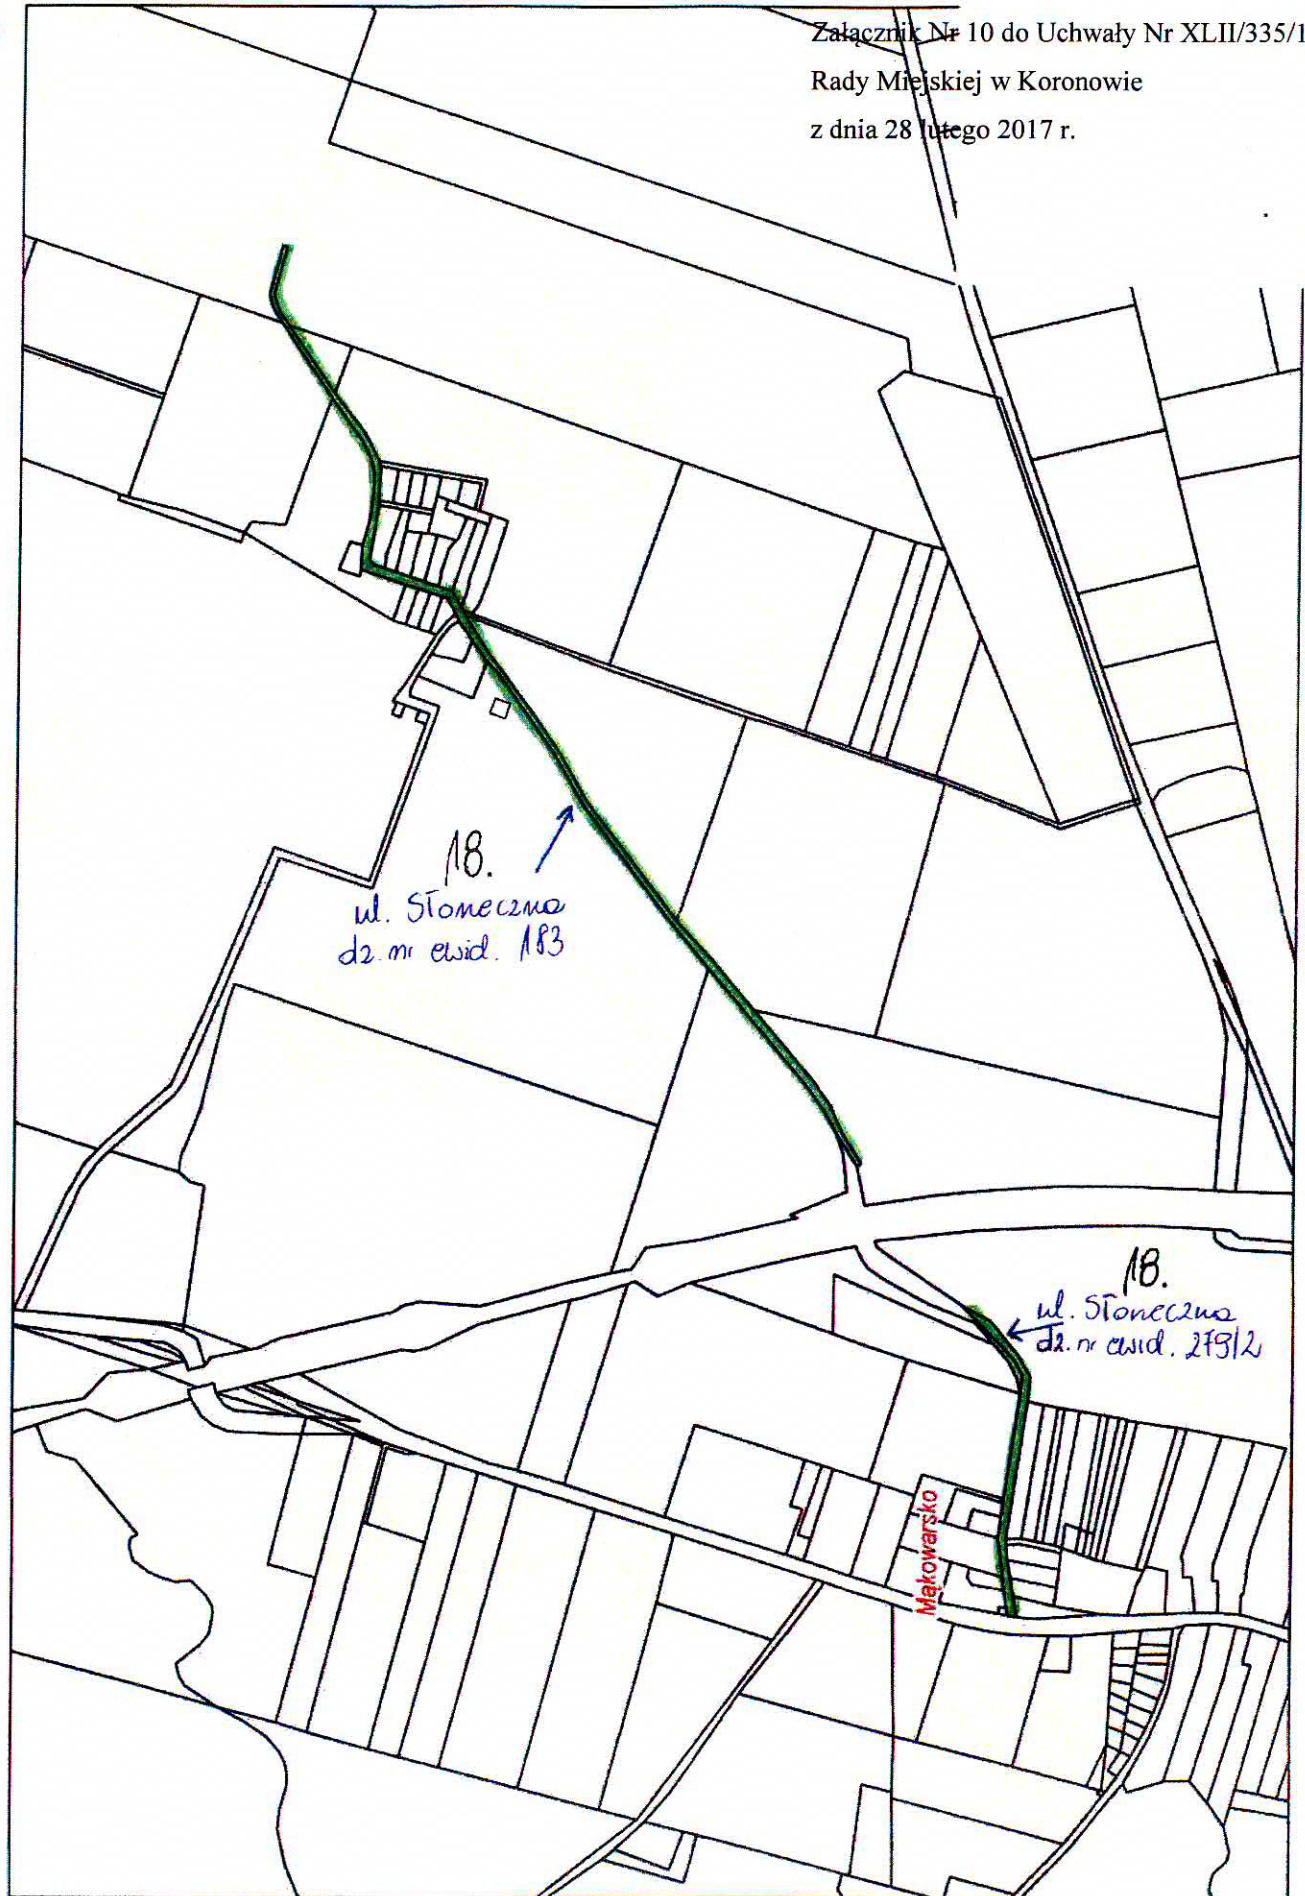 Załącznik Nr 10 do Uchwały Nr XLII/335/1
Rady Miejskiej w Koronowie
z dnia 28 lutego 2017 r.
18.
ul. Słoneczna
dz. nr ewid. 183
18.
ul. Słoneczna
dz. nr ewid. 279/2
Mąkowarsko